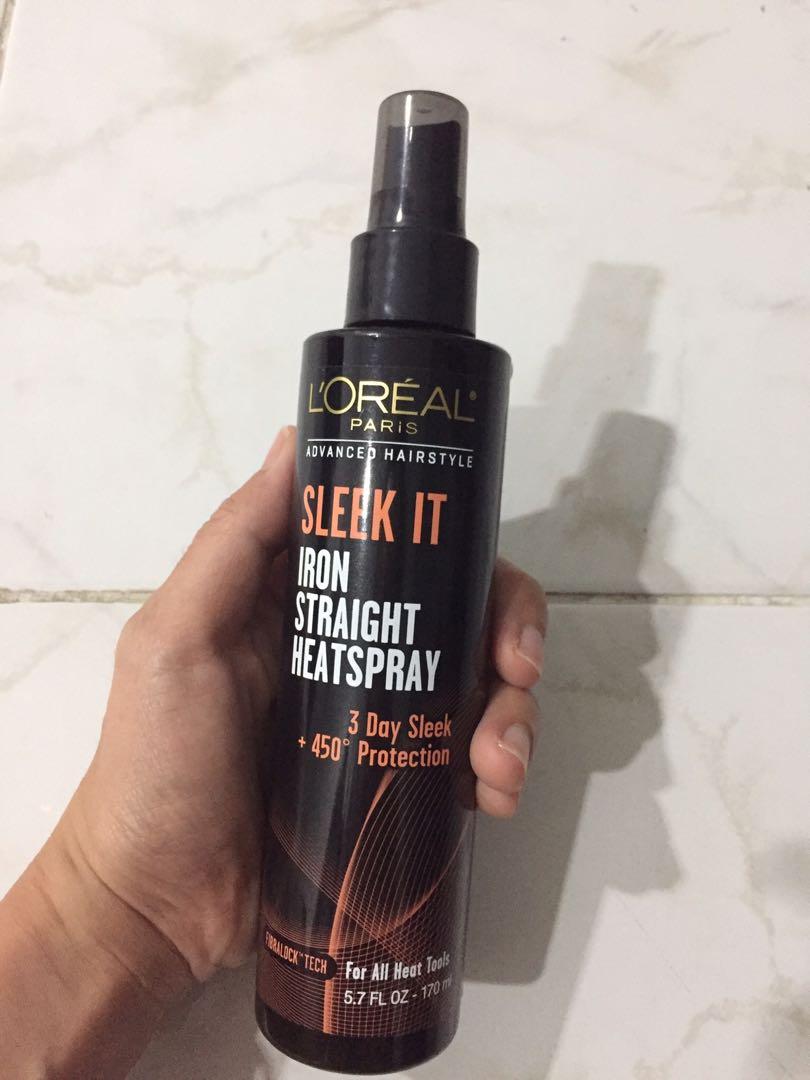 L'ORÉAL®
PARiS
ADVANCED HAIRSTYLE
SLEEK IT
IRON
STRAIGHT
HEATSPRAY
3 Day Sleek
+ 450° Protection
FIBRALOCK™ TECH
For All Heat Tools
5.7 FL OZ - 170 ml